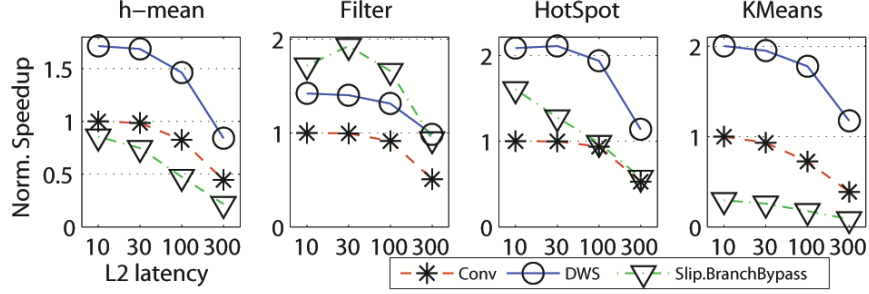 h-mean Filter HotSpot KMeans
Norm. Speedup
1.5
1
0.5
0
2
1
0
2
1
0
2
1
0
10 30 100 300 10 30 100 300 10 30 100 300 10 30 100 300
L2 latency
Conv DWS Slip.BranchBypass